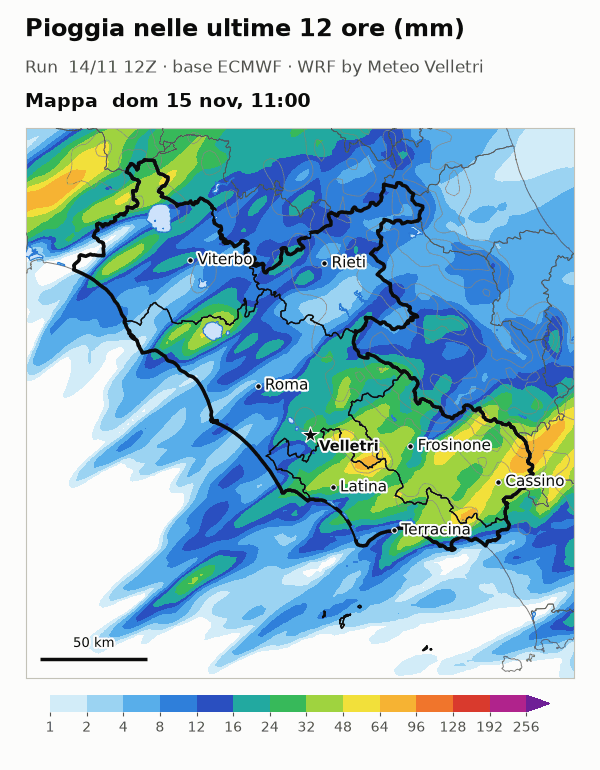 Pioggia nelle ultime 12 ore (mm)
Run  14/11 12Z · base ECMWF · WRF by Meteo Velletri
Mappa  dom 15 nov, 11:00
Viterbo
Rieti
Roma
Velletri
Frosinone
Cassino
Latina
Terracina
50 km
1 2 4 8 12 16 24 32 48 64 96 128 192 256